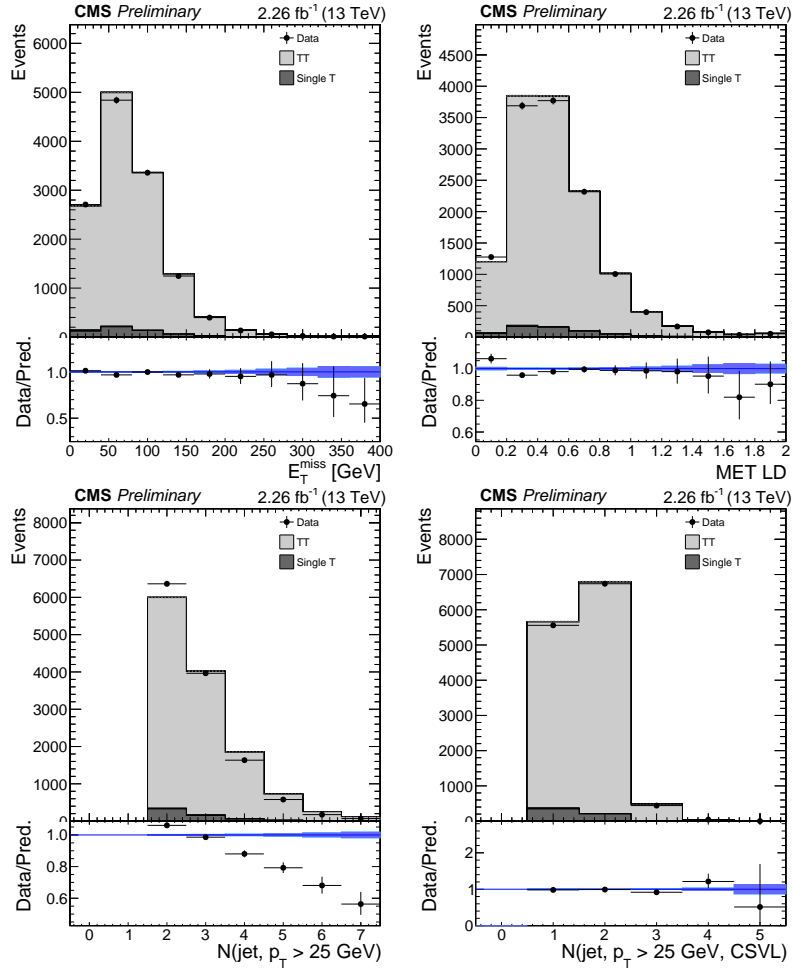 CMS Preliminary 2.26 fb⁻¹ (13 TeV)
Events
6000
5000
4000
3000
2000
1000
0
Data
TT
Single T
Data/Pred.
1.0
0.5
0 50 100 150 200 250 300 350 400
E_T^miss [GeV]
CMS Preliminary 2.26 fb⁻¹ (13 TeV)
Events
4500
4000
3500
3000
2500
2000
1500
1000
500
0
Data
TT
Single T
Data/Pred.
1.0
0.8
0.6
0 0.2 0.4 0.6 0.8 1 1.2 1.4 1.6 1.8 2
MET LD
CMS Preliminary 2.26 fb⁻¹ (13 TeV)
Events
8000
7000
6000
5000
4000
3000
2000
1000
0
Data
TT
Single T
Data/Pred.
1.0
0.8
0.6
0 1 2 3 4 5 6 7
N(jet, p_T > 25 GeV)
CMS Preliminary 2.26 fb⁻¹ (13 TeV)
Events
8000
7000
6000
5000
4000
3000
2000
1000
0
Data
TT
Single T
Data/Pred.
2
1
0
0 1 2 3 4 5
N(jet, p_T > 25 GeV, CSVL)